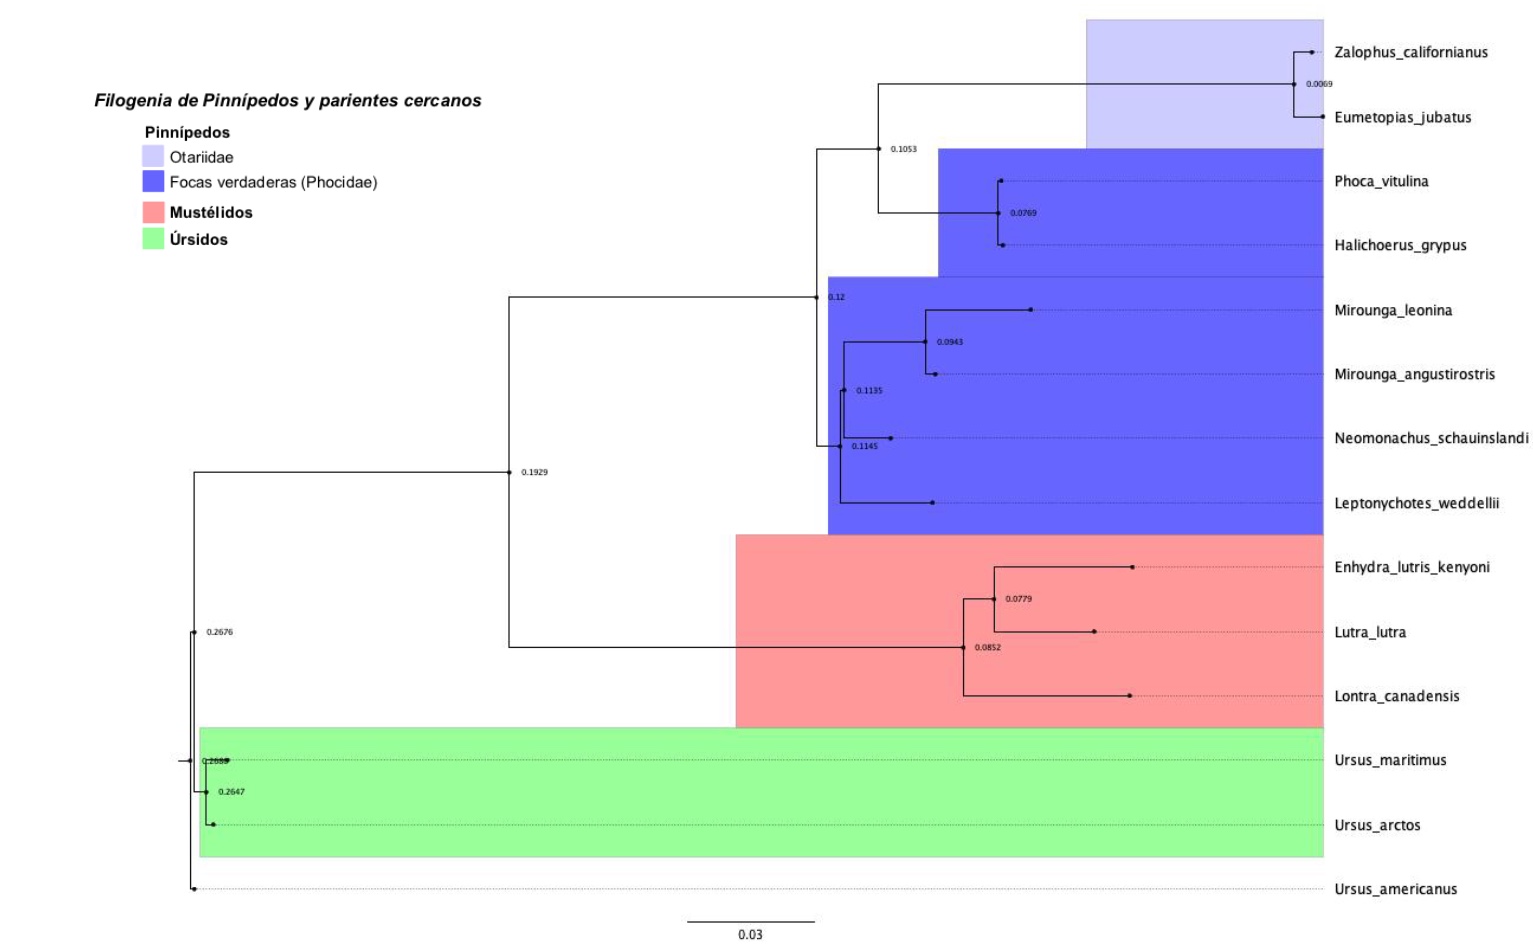 Filogenia de Pinnípedos y parientes cercanos
Pinnípedos
Otariidae
Focas verdaderas (Phocidae)
Mustélidos
Úrsidos
Zalophus_californianus
0.0069
Eumetopias_jubatus
0.1053
Phoca_vitulina
0.0769
Halichoerus_grypus
0.12
Mirounga_leonina
0.0943
Mirounga_angustirostris
0.1135
Neomonachus_schauinslandi
0.1145
0.1929
Leptonychotes_weddellii
Enhydra_lutris_kenyoni
0.0779
Lutra_lutra
0.2676
0.0852
Lontra_canadensis
Ursus_maritimus
0.2647
Ursus_arctos
Ursus_americanus
0.03